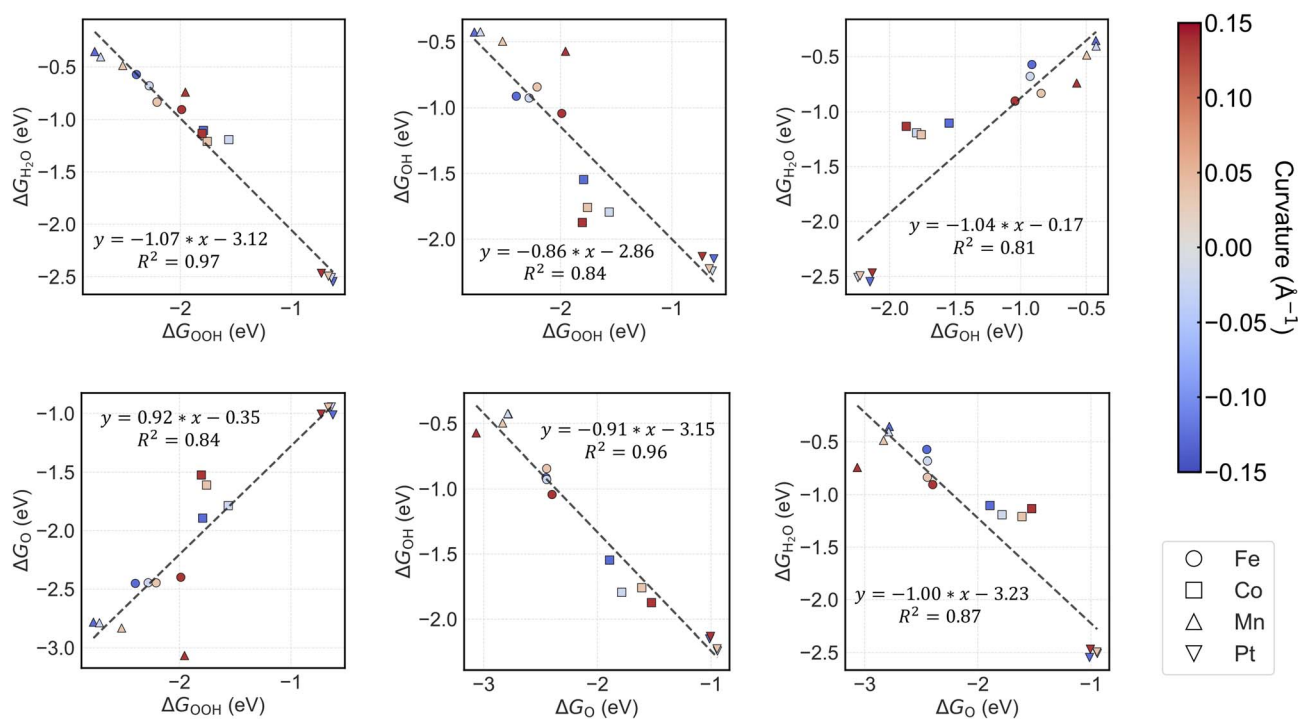 −0.5
−1.0
−1.5
−2.0
−2.5
ΔG_H₂O (eV)
y = −1.07 * x − 3.12
R² = 0.97
−2
−1
ΔG_OOH (eV)
−0.5
−1.0
−1.5
−2.0
ΔG_OH (eV)
y = −0.86 * x − 2.86
R² = 0.84
−2
−1
ΔG_OOH (eV)
−0.5
−1.0
−1.5
−2.0
−2.5
ΔG_H₂O (eV)
y = −1.04 * x − 0.17
R² = 0.81
−2.0
−1.5
−1.0
−0.5
ΔG_OH (eV)
−1.0
−1.5
−2.0
−2.5
−3.0
ΔG_O (eV)
y = 0.92 * x − 0.35
R² = 0.84
−2
−1
ΔG_OOH (eV)
−0.5
−1.0
−1.5
−2.0
ΔG_OH (eV)
y = −0.91 * x − 3.15
R² = 0.96
−3
−2
−1
ΔG_O (eV)
−0.5
−1.0
−1.5
−2.0
−2.5
ΔG_H₂O (eV)
y = −1.00 * x − 3.23
R² = 0.87
−3
−2
−1
ΔG_O (eV)
0.15
0.10
0.05
0.00
−0.05
−0.10
−0.15
Curvature (Å⁻¹)
Fe
Co
Mn
Pt